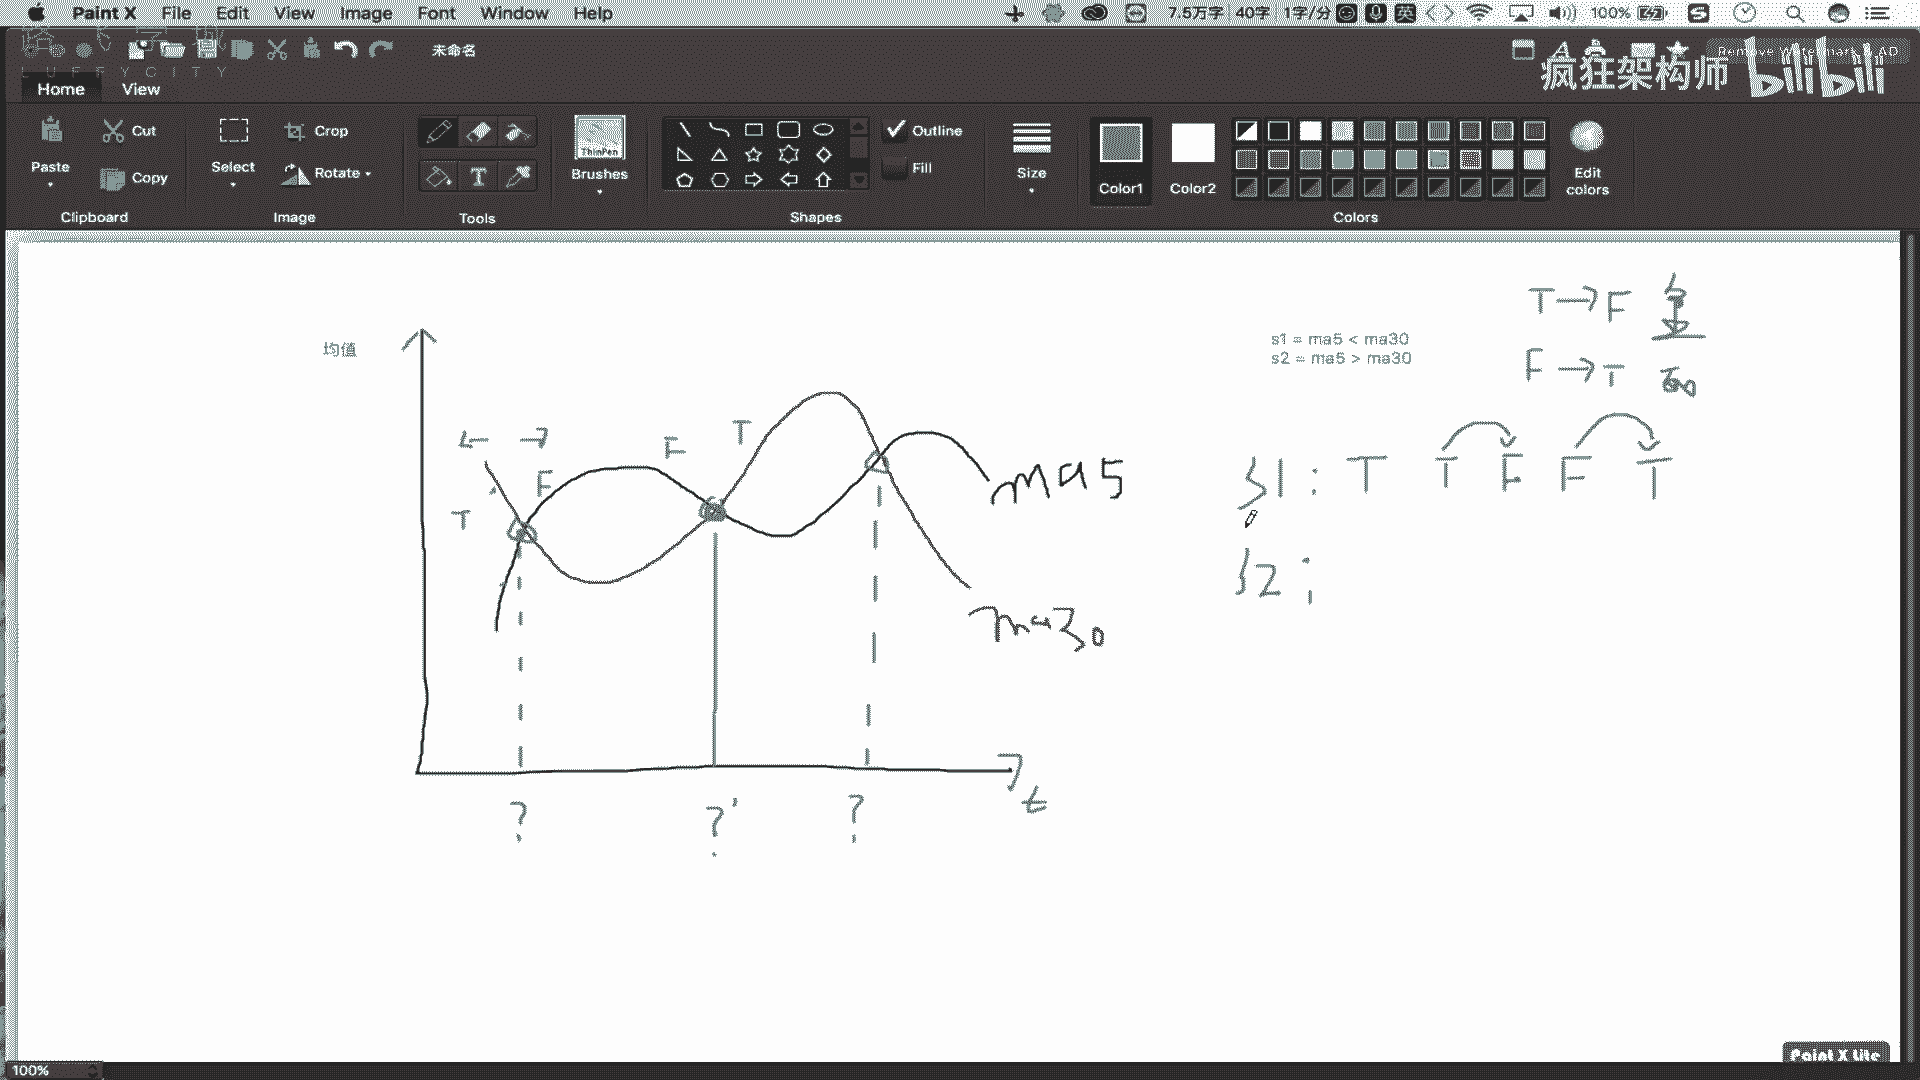 Paint X File Edit View Image Font Window Help 7.5万字 40字 1字/分 英 100%
未命名 Remove Watermark & AD
LUFFYCITY 疯狂架构师 bilibili
Home View
Cut Crop Outline
Paste Copy Select Rotate Brushes ThinPen Fill Size Color1 Color2 Edit colors
Clipboard Image Tools Shapes Colors
T→F 金
F→T
均值
s1 = ma5 < ma30
s2 = ma5 > ma30
T F F T
ma5
ma30
S1: T T F F T
S2:
? ?' ?
t
100%
Paint X Lite